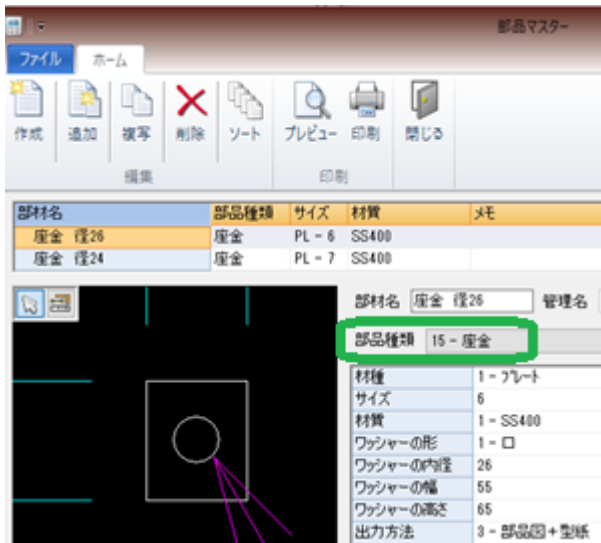 部品マスター
ファイル ホーム
作成 追加 複写 削除 ソート プレビュー 印刷 閉じる
編集 印刷
部材名 部品種類 サイズ 材質 メモ
座金 径26 座金 PL - 6 SS400
座金 径24 座金 PL - 7 SS400
部材名 座金 径26 管理名
部品種類 15 - 座金
材種 1 - プレート
サイズ 6
材質 1 - SS400
ワッシャーの形 1 - ロ
ワッシャーの内径 26
ワッシャーの幅 55
ワッシャーの高さ 65
出力方法 3 - 部品図+型紙